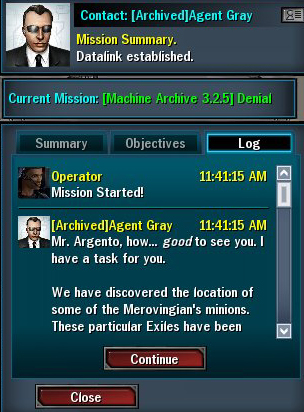 Contact: [Archived]Agent Gray
Mission Summary.
Datalink established.
Current Mission: [Machine Archive 3.2.5] Denial
Summary
Objectives
Log
Operator 11:41:15 AM
Mission Started!
[Archived]Agent Gray 11:41:15 AM
Mr. Argento, how... good to see you. I
have a task for you.
We have discovered the location of
some of the Merovingian's minions.
These particular Exiles have been
Continue
Close